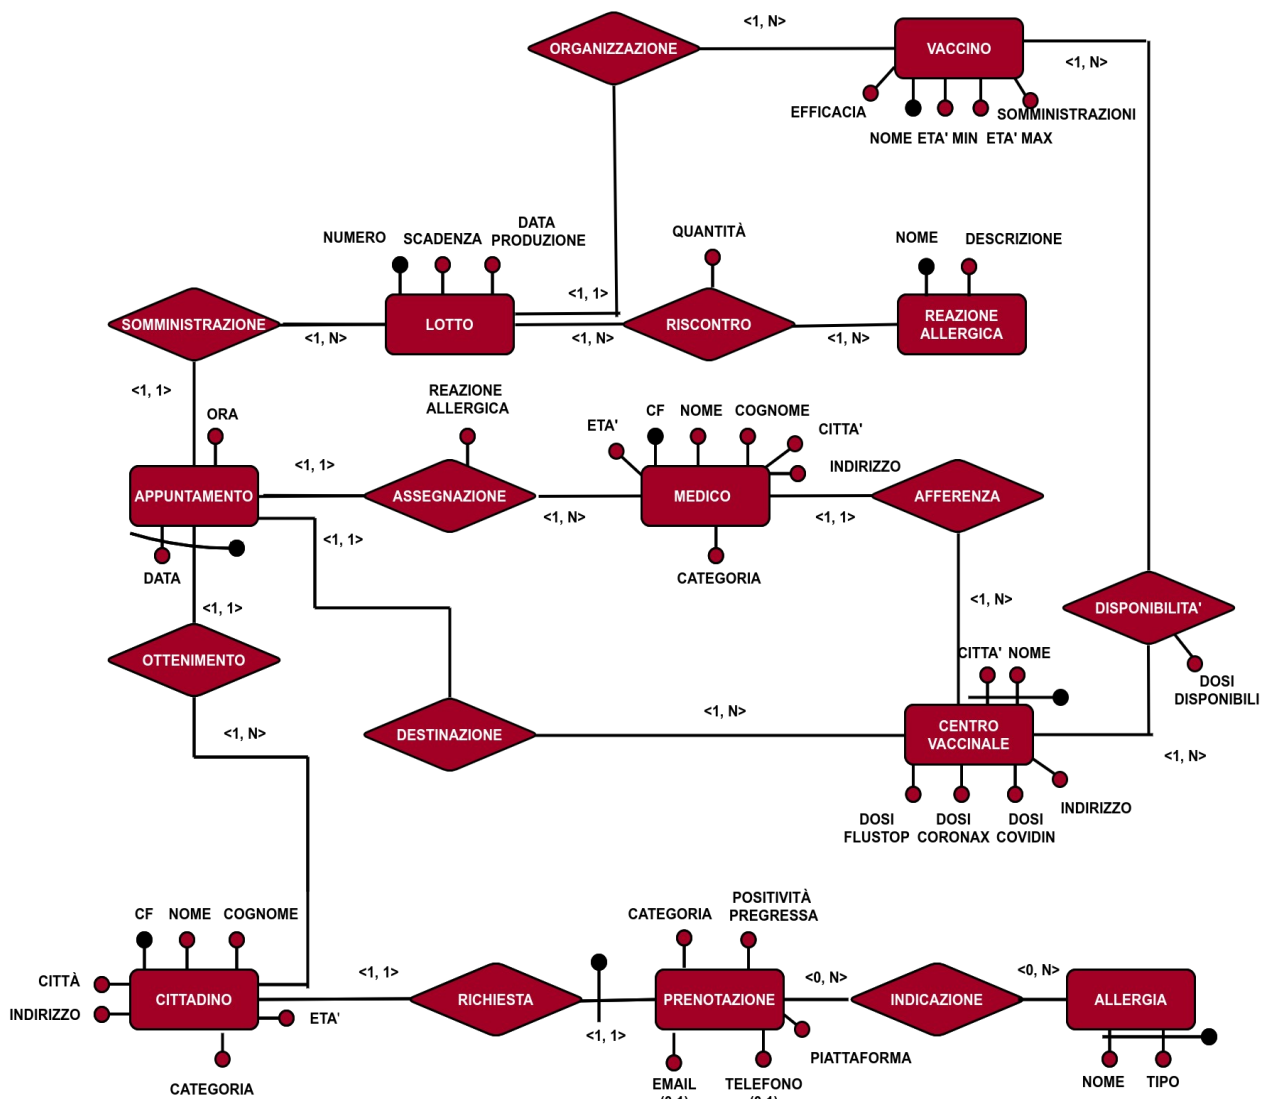 <1, N>
ORGANIZZAZIONE
VACCINO
<1, N>
<1, N>
EFFICACIA
SOMMINISTRAZIONI
NOME ETA' MIN ETA' MAX
DATA
PRODUZIONE
NUMERO
SCADENZA
QUANTITÀ
NOME
DESCRIZIONE
<1, 1>
SOMMINISTRAZIONE
LOTTO
RISCONTRO
REAZIONE
ALLERGICA
<1, N>
<1, N>
<1, N>
<1, 1>
REAZIONE
ALLERGICA
ORA
ETA'
CF
NOME
COGNOME
CITTA'
INDIRIZZO
<1, 1>
APPUNTAMENTO
ASSEGNAZIONE
MEDICO
AFFERENZA
<1, N>
<1, 1>
<1, 1>
DATA
CATEGORIA
<1, 1>
<1, N>
DISPONIBILITA'
OTTENIMENTO
CITTA' NOME
DOSI
DISPONIBILI
<1, N>
<1, N>
DESTINAZIONE
CENTRO
VACCINALE
<1, N>
INDIRIZZO
DOSI
FLUSTOP
DOSI
CORONAX
DOSI
COVIDIN
CF
NOME
COGNOME
CATEGORIA
POSITIVITÀ
PREGRESSA
CITTÀ
INDIRIZZO
CITTADINO
<1, 1>
RICHIESTA
PRENOTAZIONE
<0, N>
INDICAZIONE
<0, N>
ALLERGIA
ETA'
<1, 1>
PIATTAFORMA
CATEGORIA
EMAIL
TELEFONO
NOME
TIPO